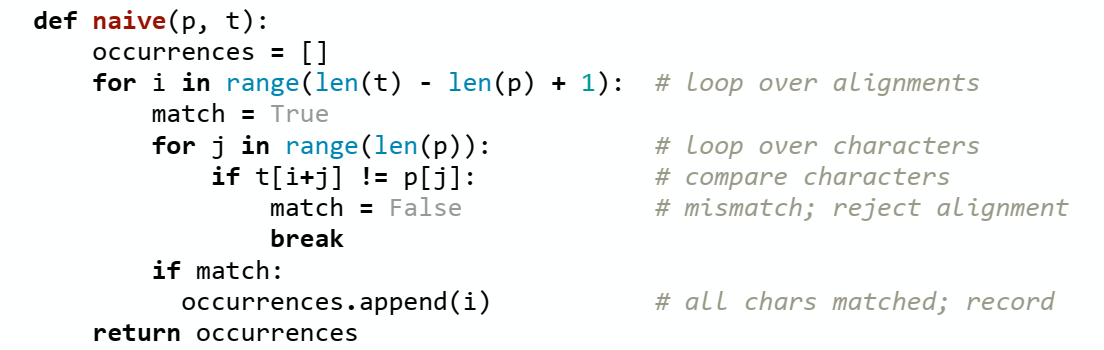 def naive(p, t):
    occurrences = []
    for i in range(len(t) - len(p) + 1):  # loop over alignments
        match = True
        for j in range(len(p)):           # loop over characters
            if t[i+j] != p[j]:            # compare characters
                match = False             # mismatch; reject alignment
                break
        if match:
          occurrences.append(i)           # all chars matched; record
    return occurrences